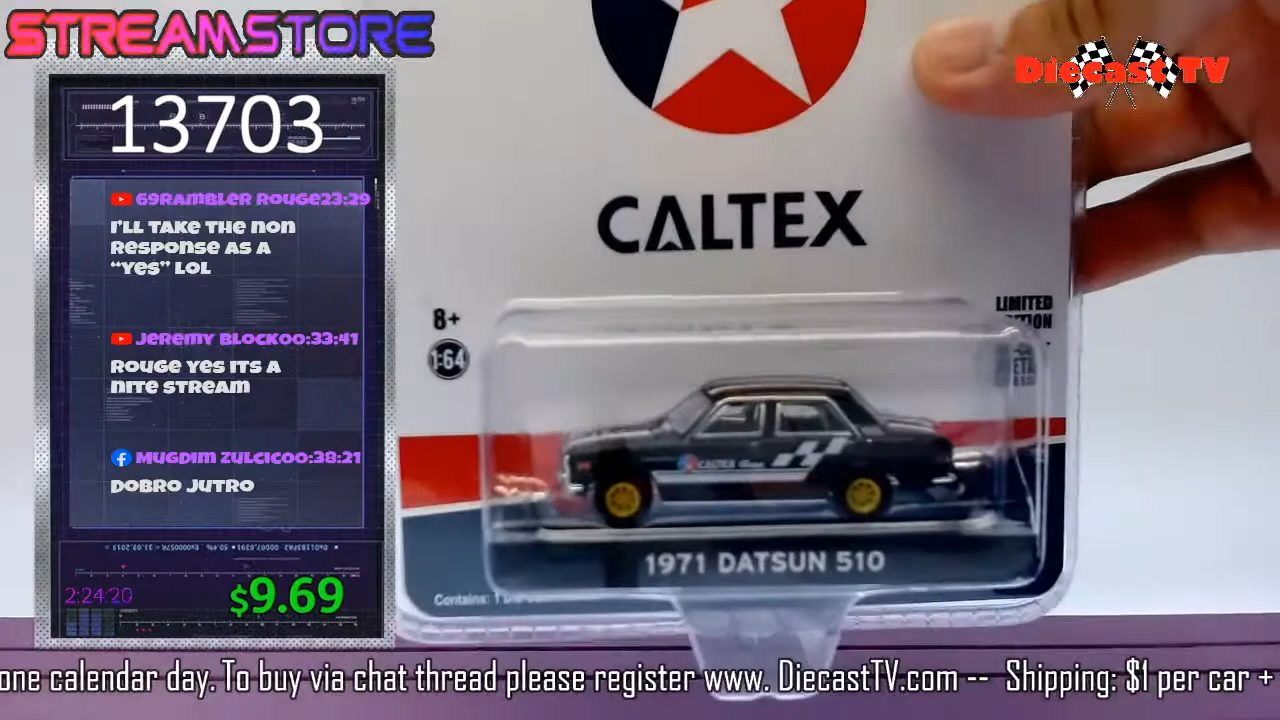 STREAMSTORE
Diecast TV
13703
69Rambler Rouge23:29
I'll take the non
response as a
“yes” lol
Jeremy Block00:33:41
Rouge yes its a
nite stream
Mugdim Zulcic00:38:21
Dobro jutro
2:24:20
$9.69
CALTEX
8+
1:64
LIMITED
CALTEX
1971 DATSUN 510
Contains: 1
one calendar day. To buy via chat thread please register www. DiecastTV.com -- Shipping: $1 per car +